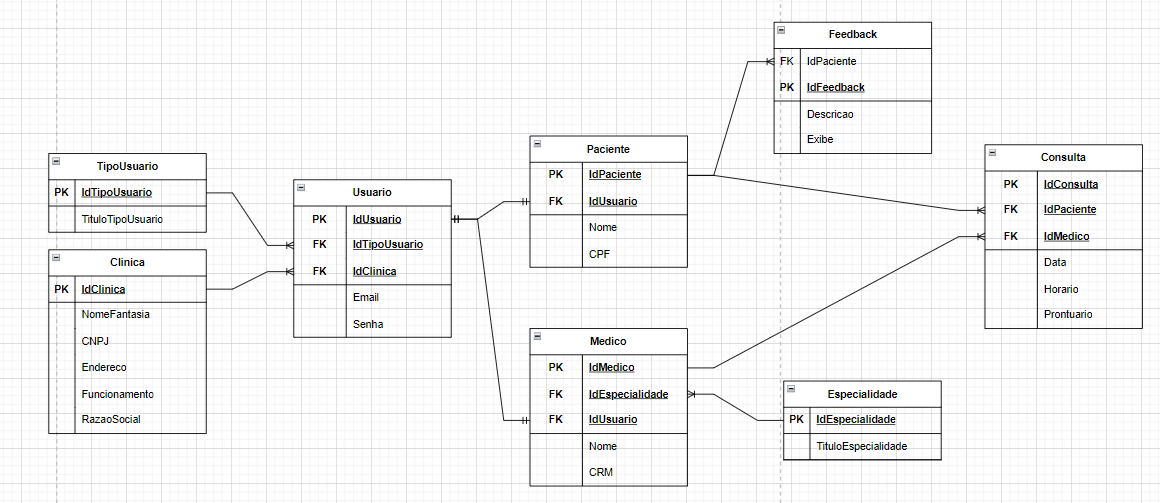 TipoUsuario
PK IdTipoUsuario
TituloTipoUsuario
Clinica
PK IdClinica
NomeFantasia
CNPJ
Endereco
Funcionamento
RazaoSocial
Usuario
PK IdUsuario
FK IdTipoUsuario
FK IdClinica
Email
Senha
Paciente
PK IdPaciente
FK IdUsuario
Nome
CPF
Medico
PK IdMedico
FK IdEspecialidade
FK IdUsuario
Nome
CRM
Feedback
FK IdPaciente
PK IdFeedback
Descricao
Exibe
Especialidade
PK IdEspecialidade
TituloEspecialidade
Consulta
PK IdConsulta
FK IdPaciente
FK IdMedico
Data
Horario
Prontuario